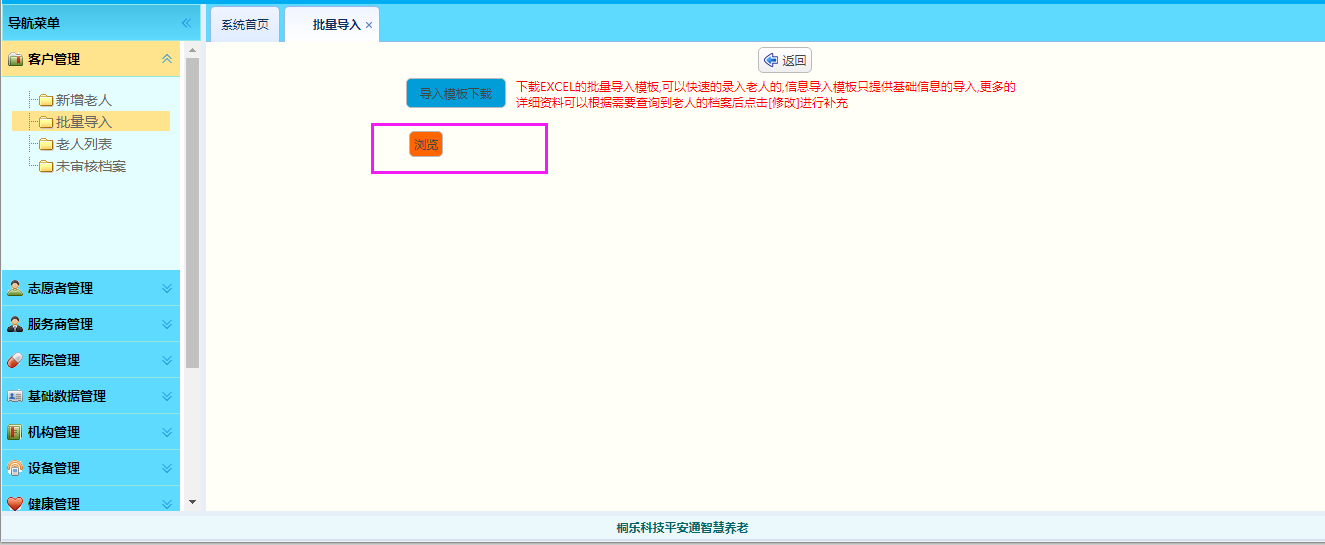 导航菜单
系统首页
批量导入
客户管理
新增老人
批量导入
老人列表
未审核档案
志愿者管理
服务商管理
医院管理
基础数据管理
机构管理
设备管理
健康管理
返回
导入模板下载
下载EXCEL的批量导入模板,可以快速的录入老人的,信息导入模板只提供基础信息的导入,更多的
详细资料可以根据需要查询到老人的档案后点击[修改]进行补充
浏览
桐乐科技平安通智慧养老